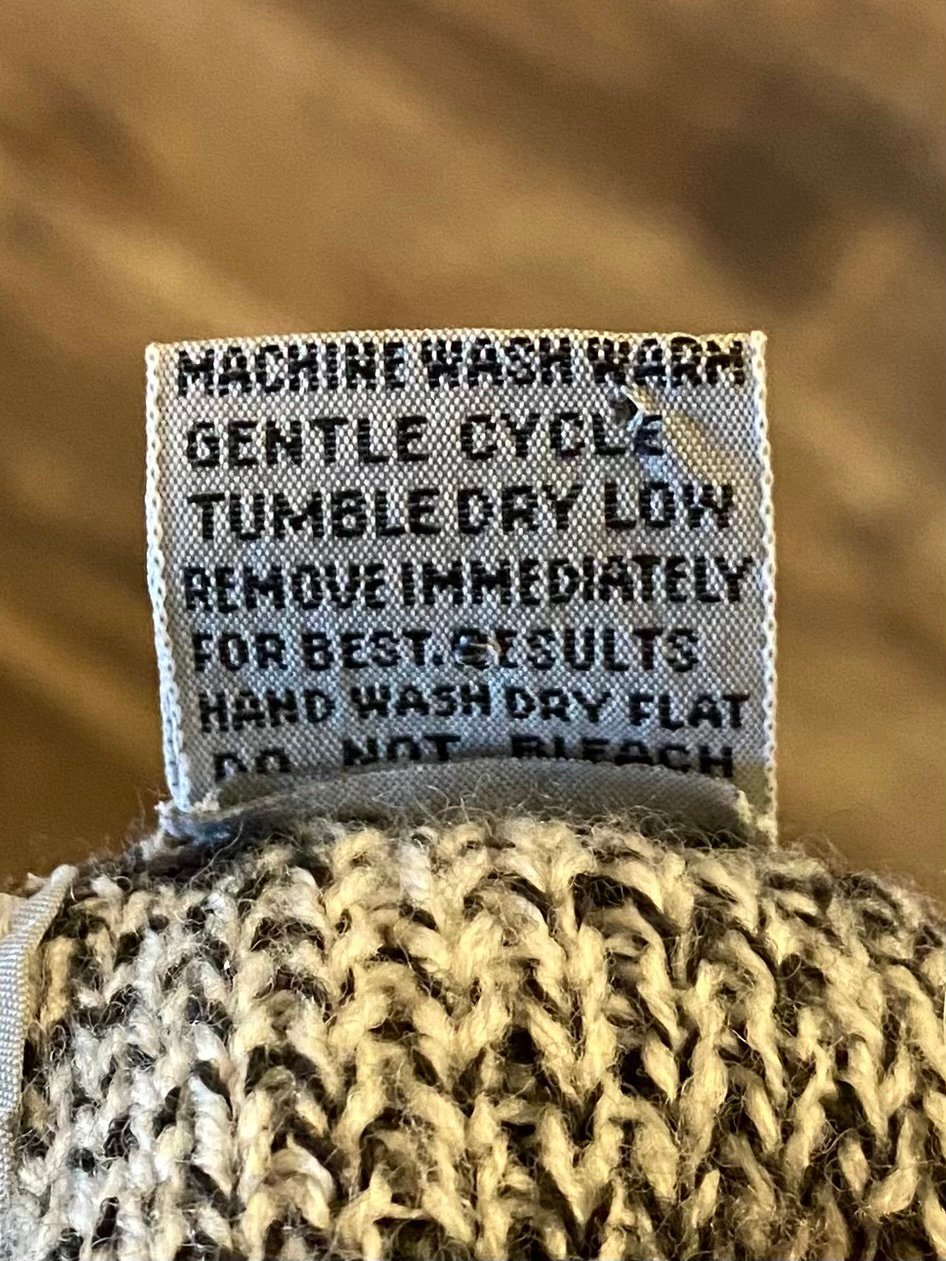 MACHINE WASH WARM
GENTLE CYCLE
TUMBLE DRY LOW
REMOVE IMMEDIATELY
FOR BEST. RESULTS
HAND WASH DRY FLAT
DO NOT BLEACH